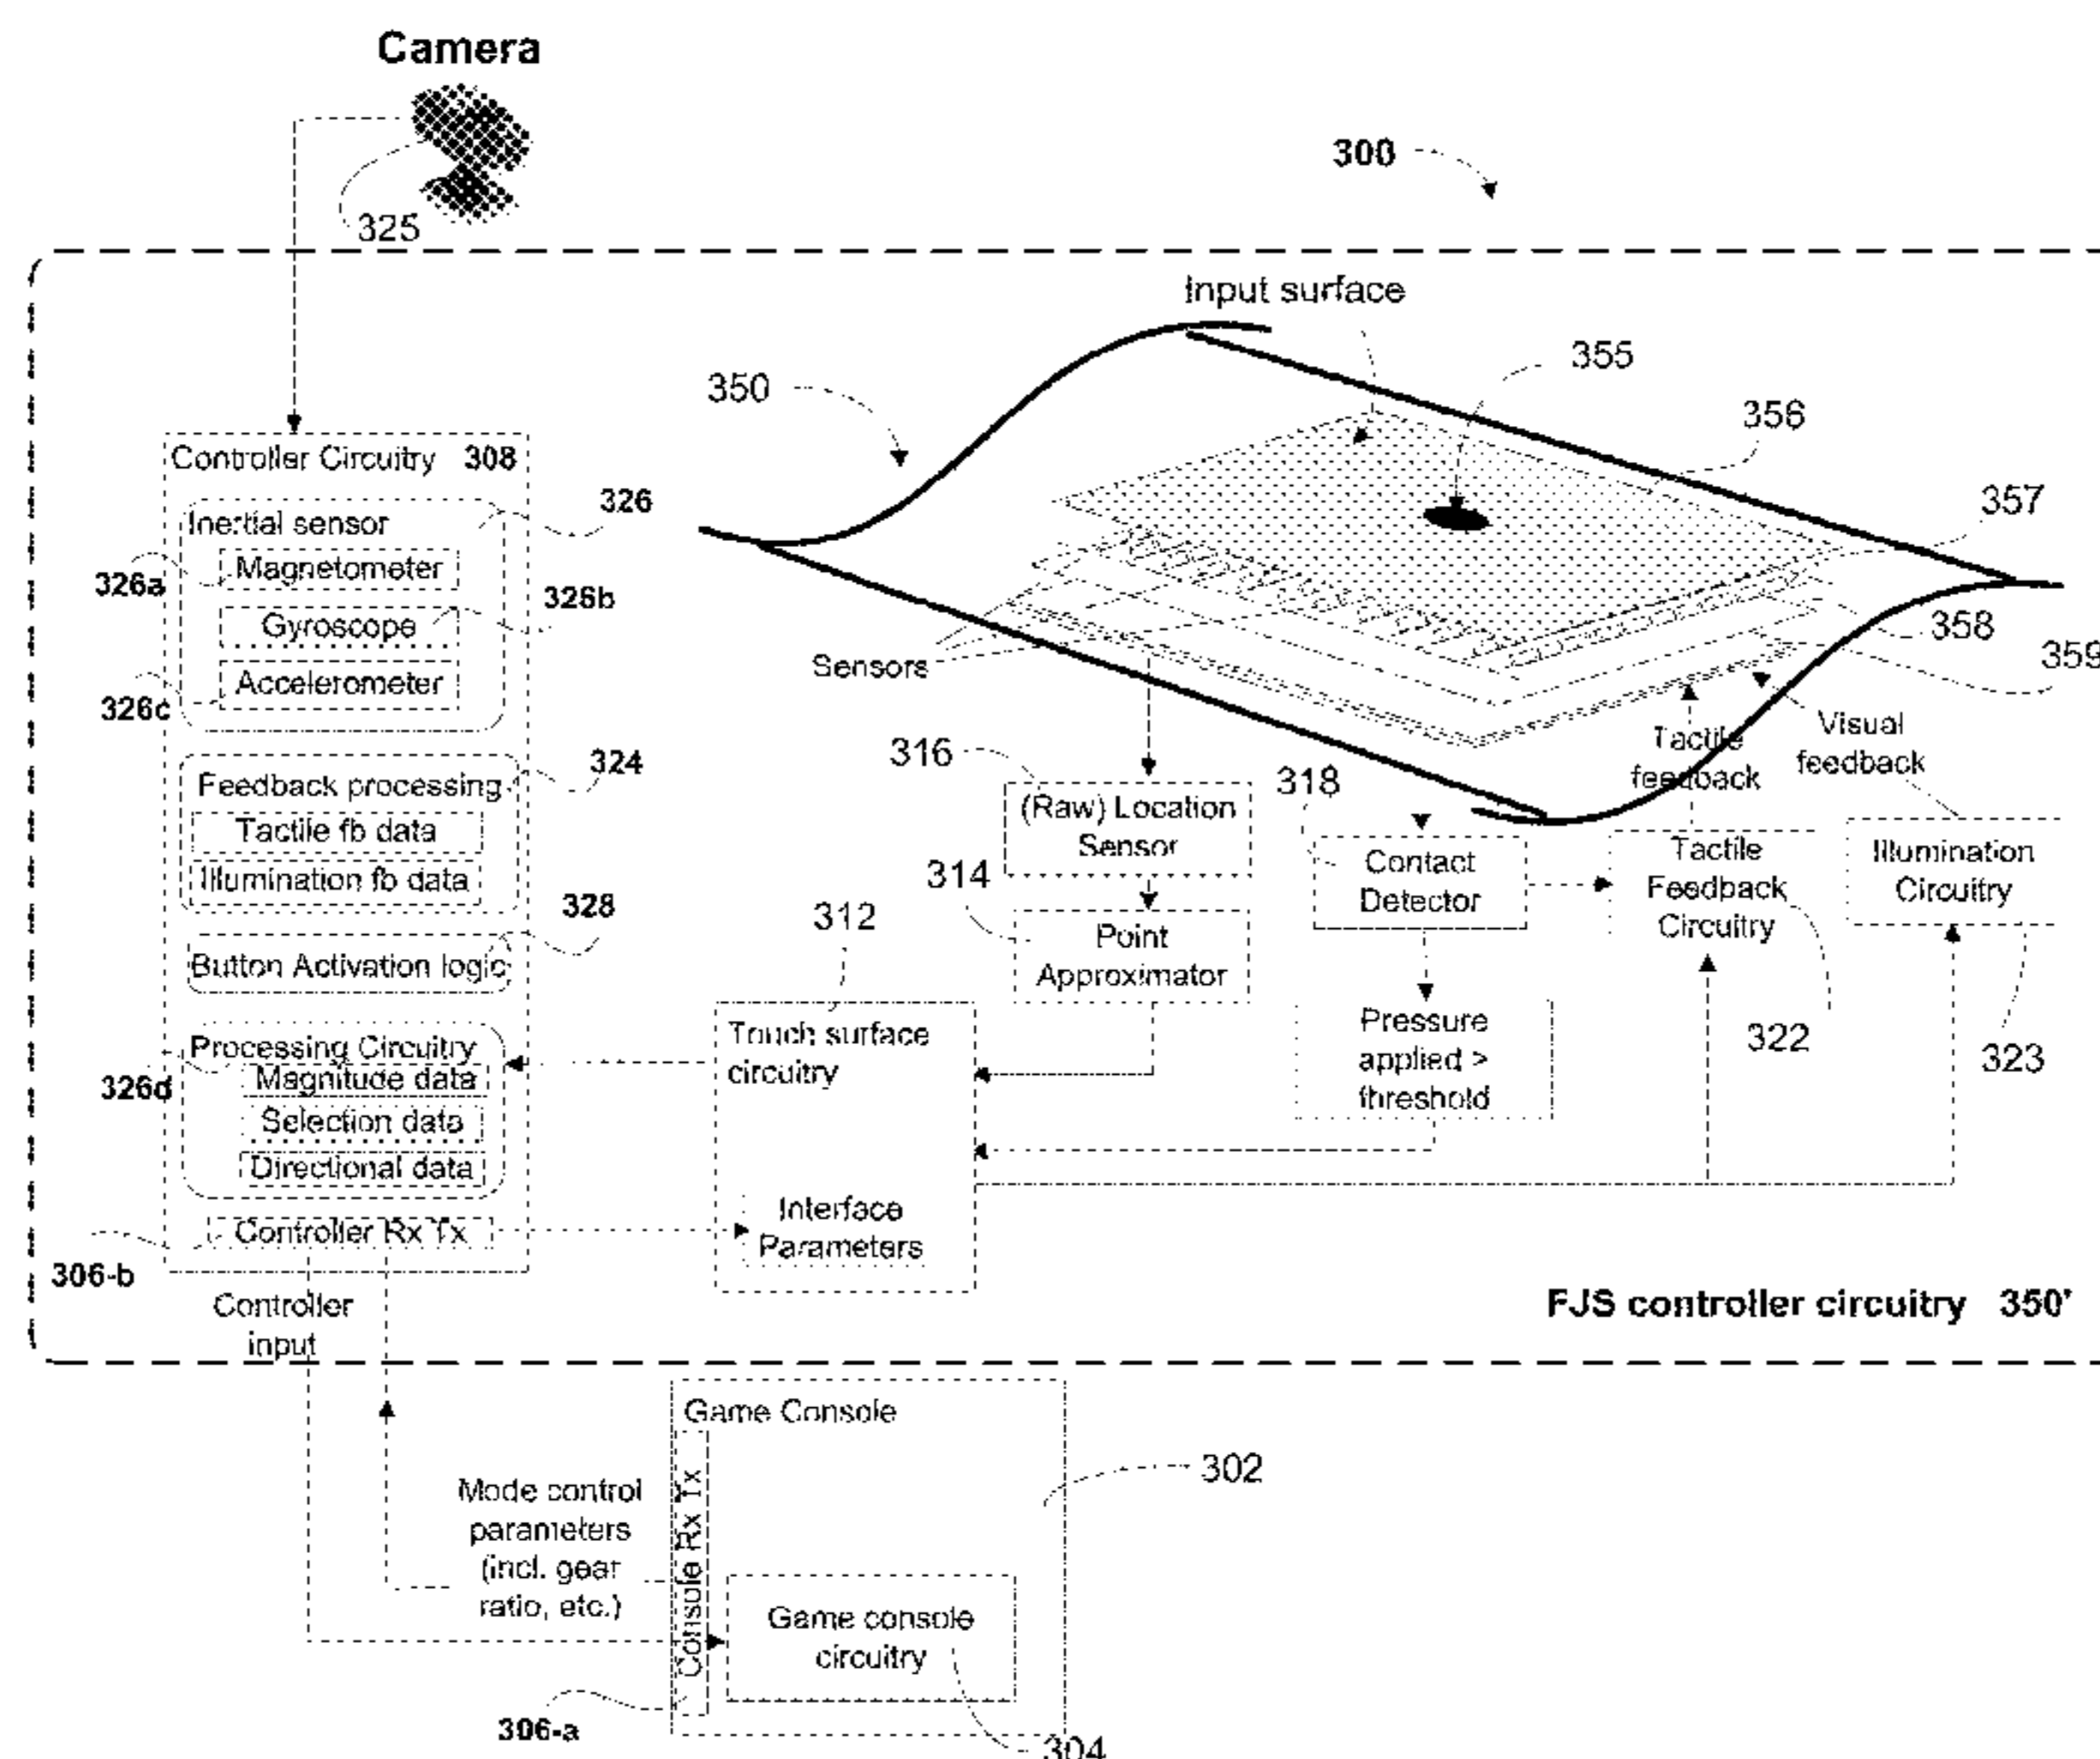 Camera
325
300
Input surface
355
350
356
357
358
359
Sensors
Controller Circuitry 308
Inertial sensor
326
Magnetometer
326a
Gyroscope
326b
Accelerometer
326c
Feedback processing
324
Tactile fb data
Illumination fb data
Button Activation logic
328
Processing Circuitry
326d
Magnitude data
Selection data
Directional data
Controller Rx Tx
306-b
Controller
input
316
(Raw) Location
Sensor
314
Point
Approximator
312
Touch surface
circuitry
Interface
Parameters
318
Contact
Detector
Pressure
applied >
threshold
Tactile
feedback
Visual
feedback
Tactile
Feedback
Circuitry
322
Illumination
Circuitry
323
FJS controller circuitry 350'
Game Console
302
Console Rx Tx
306-a
Mode control
parameters
(incl. gear
ratio, etc.)
Game console
circuitry
304